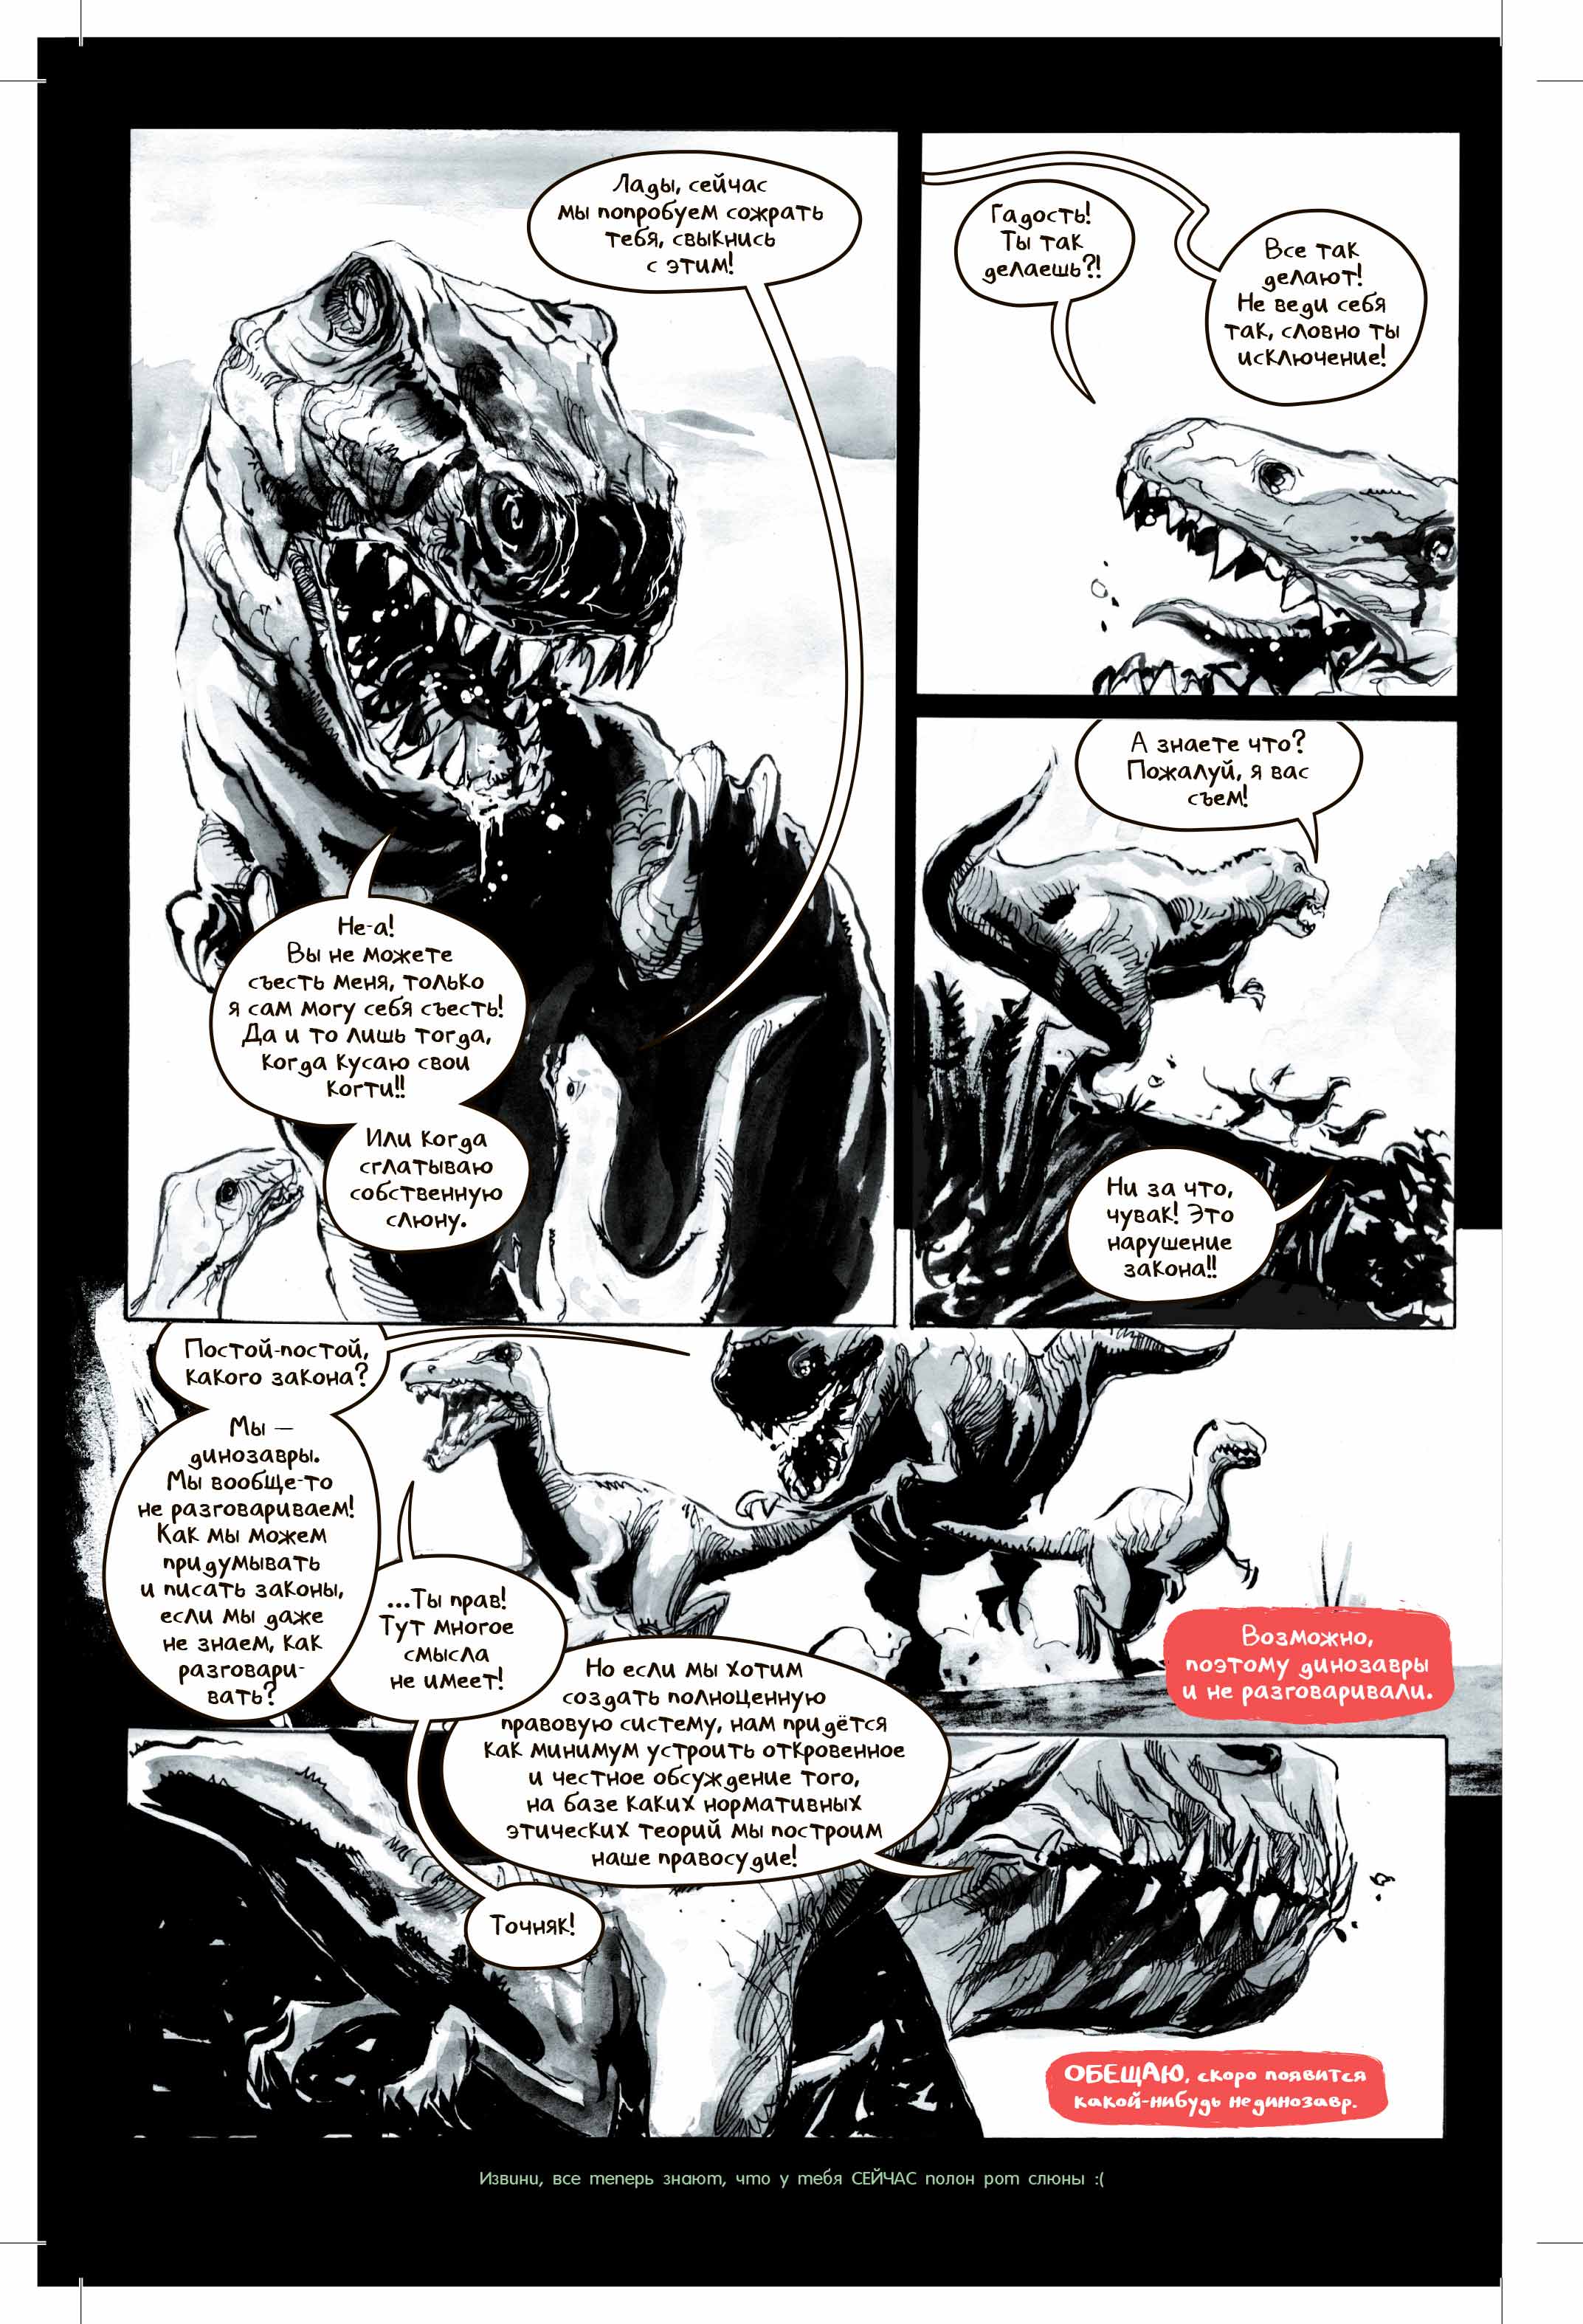 Лады, сейчас
мы попробуем сожрать
тебя, свыкнись
с этим!
Не-а!
Вы не можете
съесть меня, только
я сам могу себя съесть!
Да и то лишь тогда,
когда кусаю свои
когти!!
Или когда
сглатываю
собственную
слюну.
Гадость!
Ты так
делаешь?!
Все так
делают!
Не веди себя
так, словно ты
исключение!
А знаете что?
Пожалуй, я вас
съем!
Ни за что,
чувак! Это
нарушение
закона!!
Постой-постой,
какого закона?
Мы —
динозавры.
Мы вообще-то
не разговариваем!
Как мы можем
придумывать
и писать законы,
если мы даже
не знаем, как
разговари-
вать?
...Ты прав!
Тут многое
смысла
не имеет!
Возможно,
поэтому динозавры
и не разговаривали.
Но если мы хотим
создать полноценную
правовую систему, нам придётся
как минимум устроить откровенное
и честное обсуждение того,
на базе каких нормативных
этических теорий мы построим
наше правосудие!
Точняк!
ОБЕЩАЮ, скоро появится
какой-нибудь нединозавр.
Извини, все теперь знают, что у тебя СЕЙЧАС полон рот слюны :(